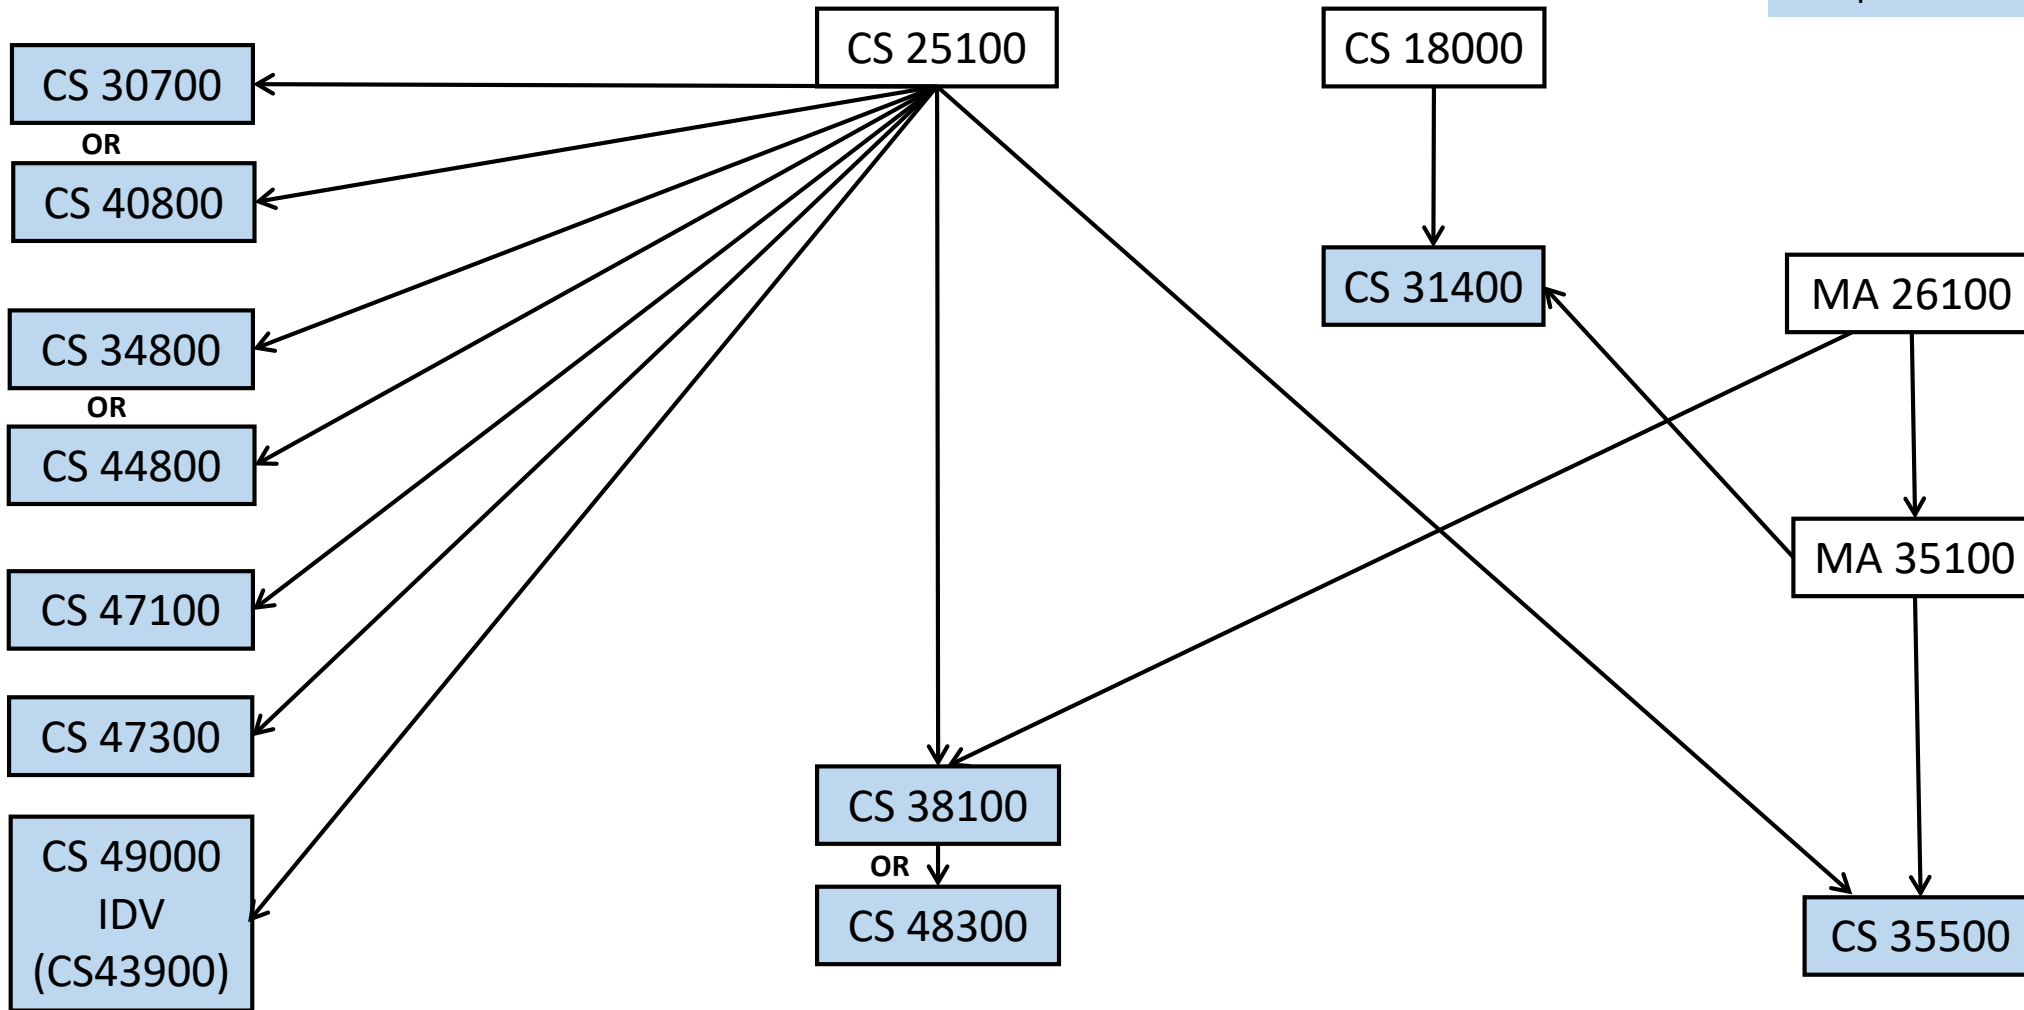 CS 25100
CS 18000
CS 30700
OR
CS 40800
CS 31400
MA 26100
CS 34800
OR
CS 44800
MA 35100
CS 47100
CS 47300
CS 38100
OR
CS 48300
CS 49000
IDV
(CS43900)
CS 35500